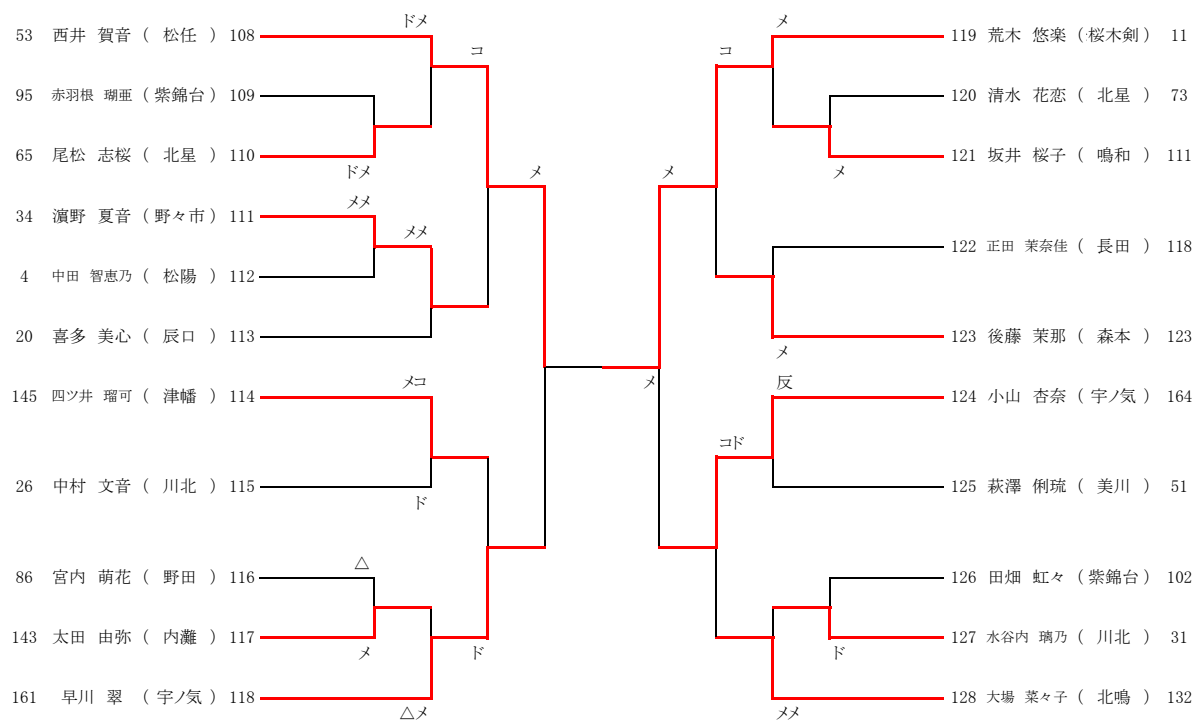 ドメ メ
53 西井 賀音 ( 松任 ) 108 119 荒木 悠楽 ( 桜木剣 ) 11
コ コ
95 赤羽根 瑚亜 ( 紫錦台 ) 109 120 清水 花恋 ( 北星 ) 73
65 尾松 志桜 ( 北星 ) 110 121 坂井 桜子 ( 鳴和 ) 111
ドメ メ メ メ
34 濵野 夏音 ( 野々市 ) 111 メメ
メメ
122 正田 茉奈佳 ( 長田 ) 118
4 中田 智恵乃 ( 松陽 ) 112
20 喜多 美心 ( 辰口 ) 113 123 後藤 茉那 ( 森本 ) 123
メ
メコ メ 反
145 四ツ井 瑠可 ( 津幡 ) 114 124 小山 杏奈 ( 宇ノ気 ) 164
コド
26 中村 文音 ( 川北 ) 115 125 萩澤 俐琉 ( 美川 ) 51
ド
△
86 宮内 萌花 ( 野田 ) 116 126 田畑 虹々 ( 紫錦台 ) 102
143 太田 由弥 ( 内灘 ) 117 127 水谷内 璃乃 ( 川北 ) 31
メ ド ド
161 早川 翠 ( 宇ノ気 ) 118 128 大場 菜々子 ( 北鳴 ) 132
△メ メメ